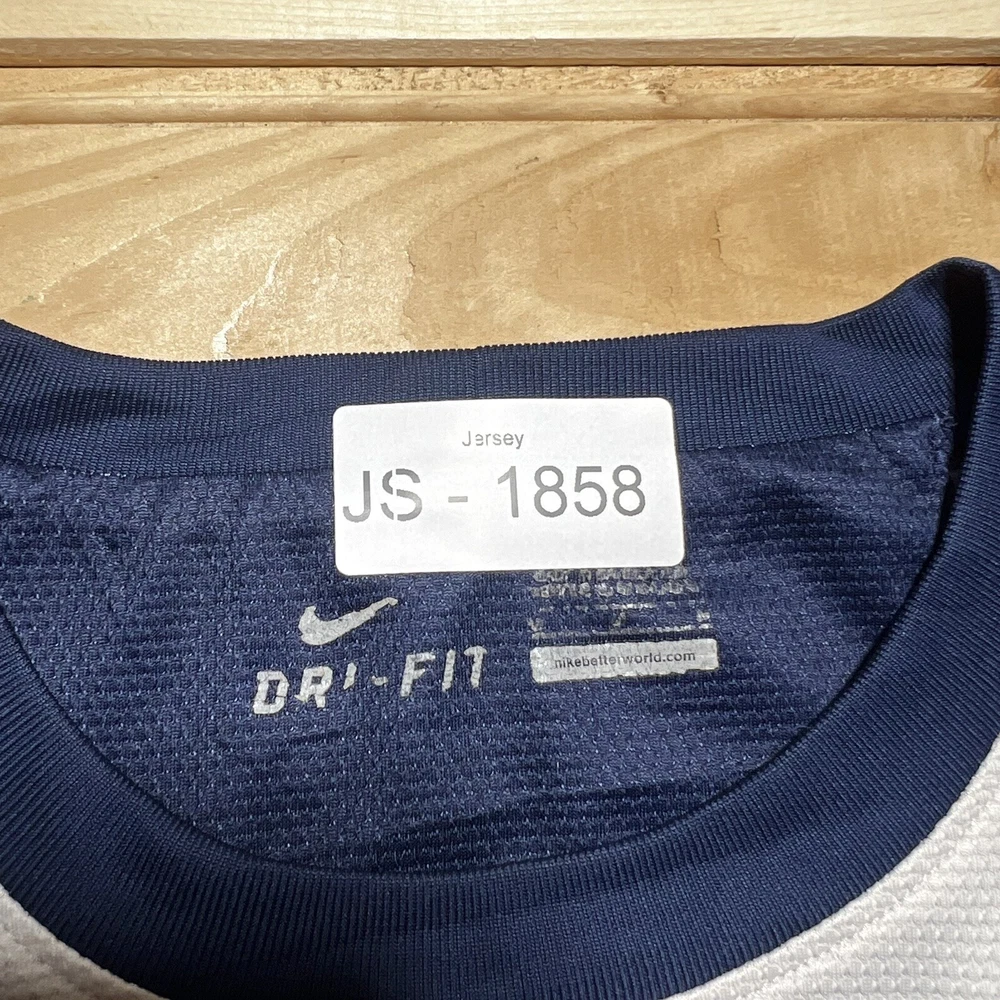 Jersey
JS - 1858
DRI-FIT
nikebetterworld.com